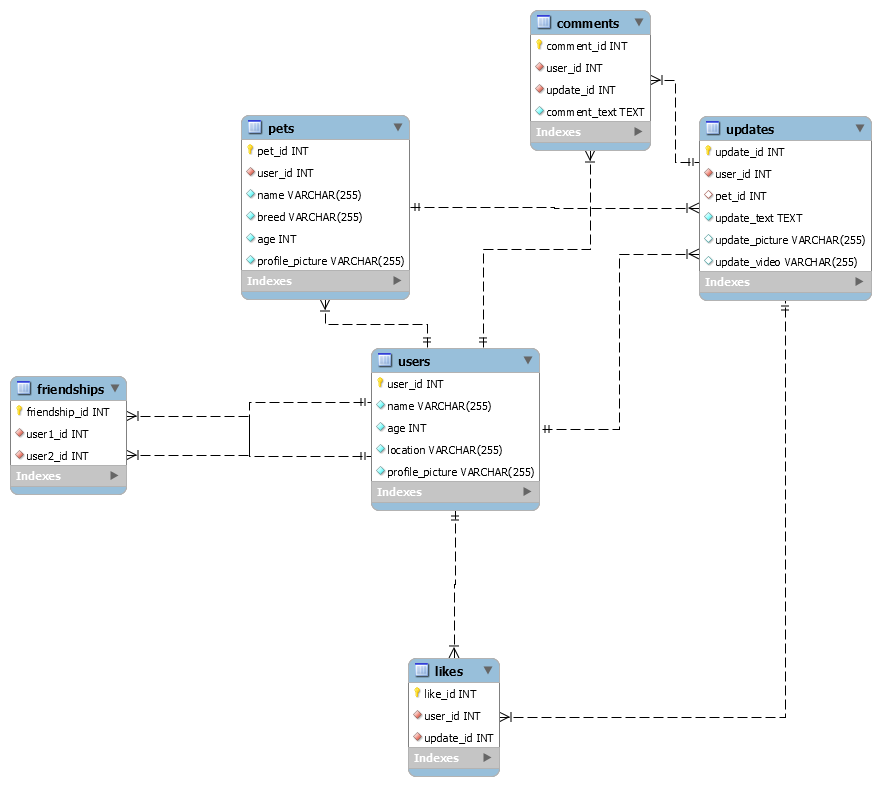 comments
comment_id INT
user_id INT
update_id INT
comment_text TEXT
Indexes
pets
pet_id INT
user_id INT
name VARCHAR(255)
breed VARCHAR(255)
age INT
profile_picture VARCHAR(255)
Indexes
updates
update_id INT
user_id INT
pet_id INT
update_text TEXT
update_picture VARCHAR(255)
update_video VARCHAR(255)
Indexes
users
user_id INT
name VARCHAR(255)
age INT
location VARCHAR(255)
profile_picture VARCHAR(255)
Indexes
friendships
friendship_id INT
user1_id INT
user2_id INT
Indexes
likes
like_id INT
user_id INT
update_id INT
Indexes